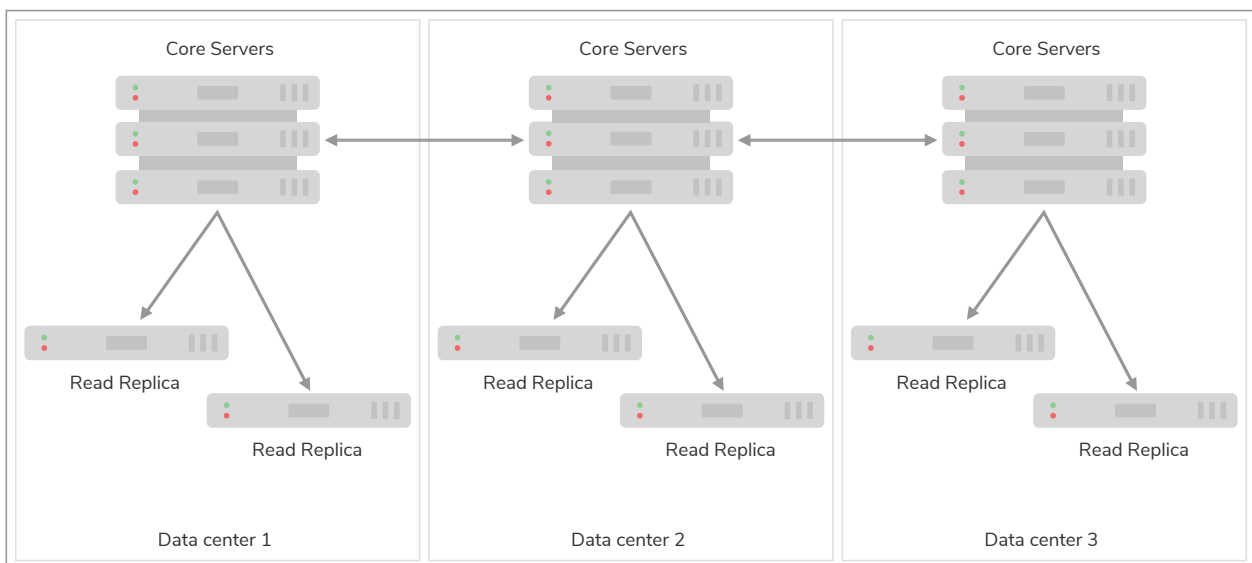 Core Servers
Core Servers
Core Servers
Read Replica
Read Replica
Read Replica
Read Replica
Read Replica
Read Replica
Data center 1
Data center 2
Data center 3